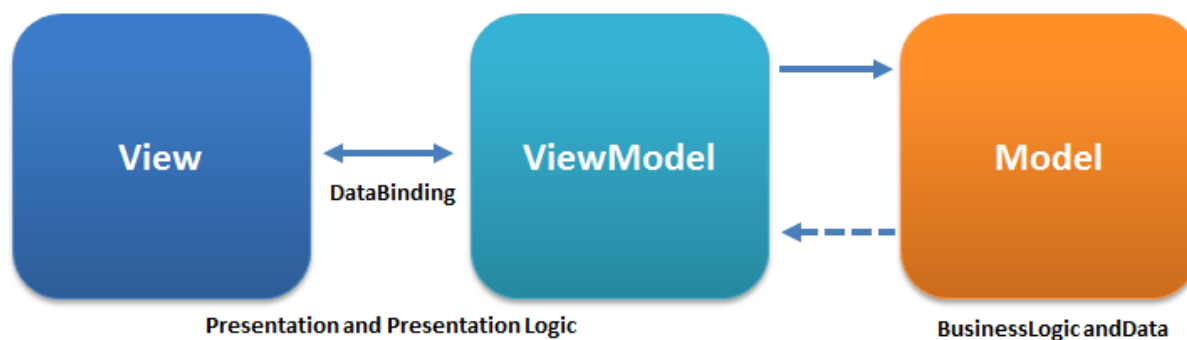 View
ViewModel
Model
DataBinding
Presentation and Presentation Logic
BusinessLogic andData